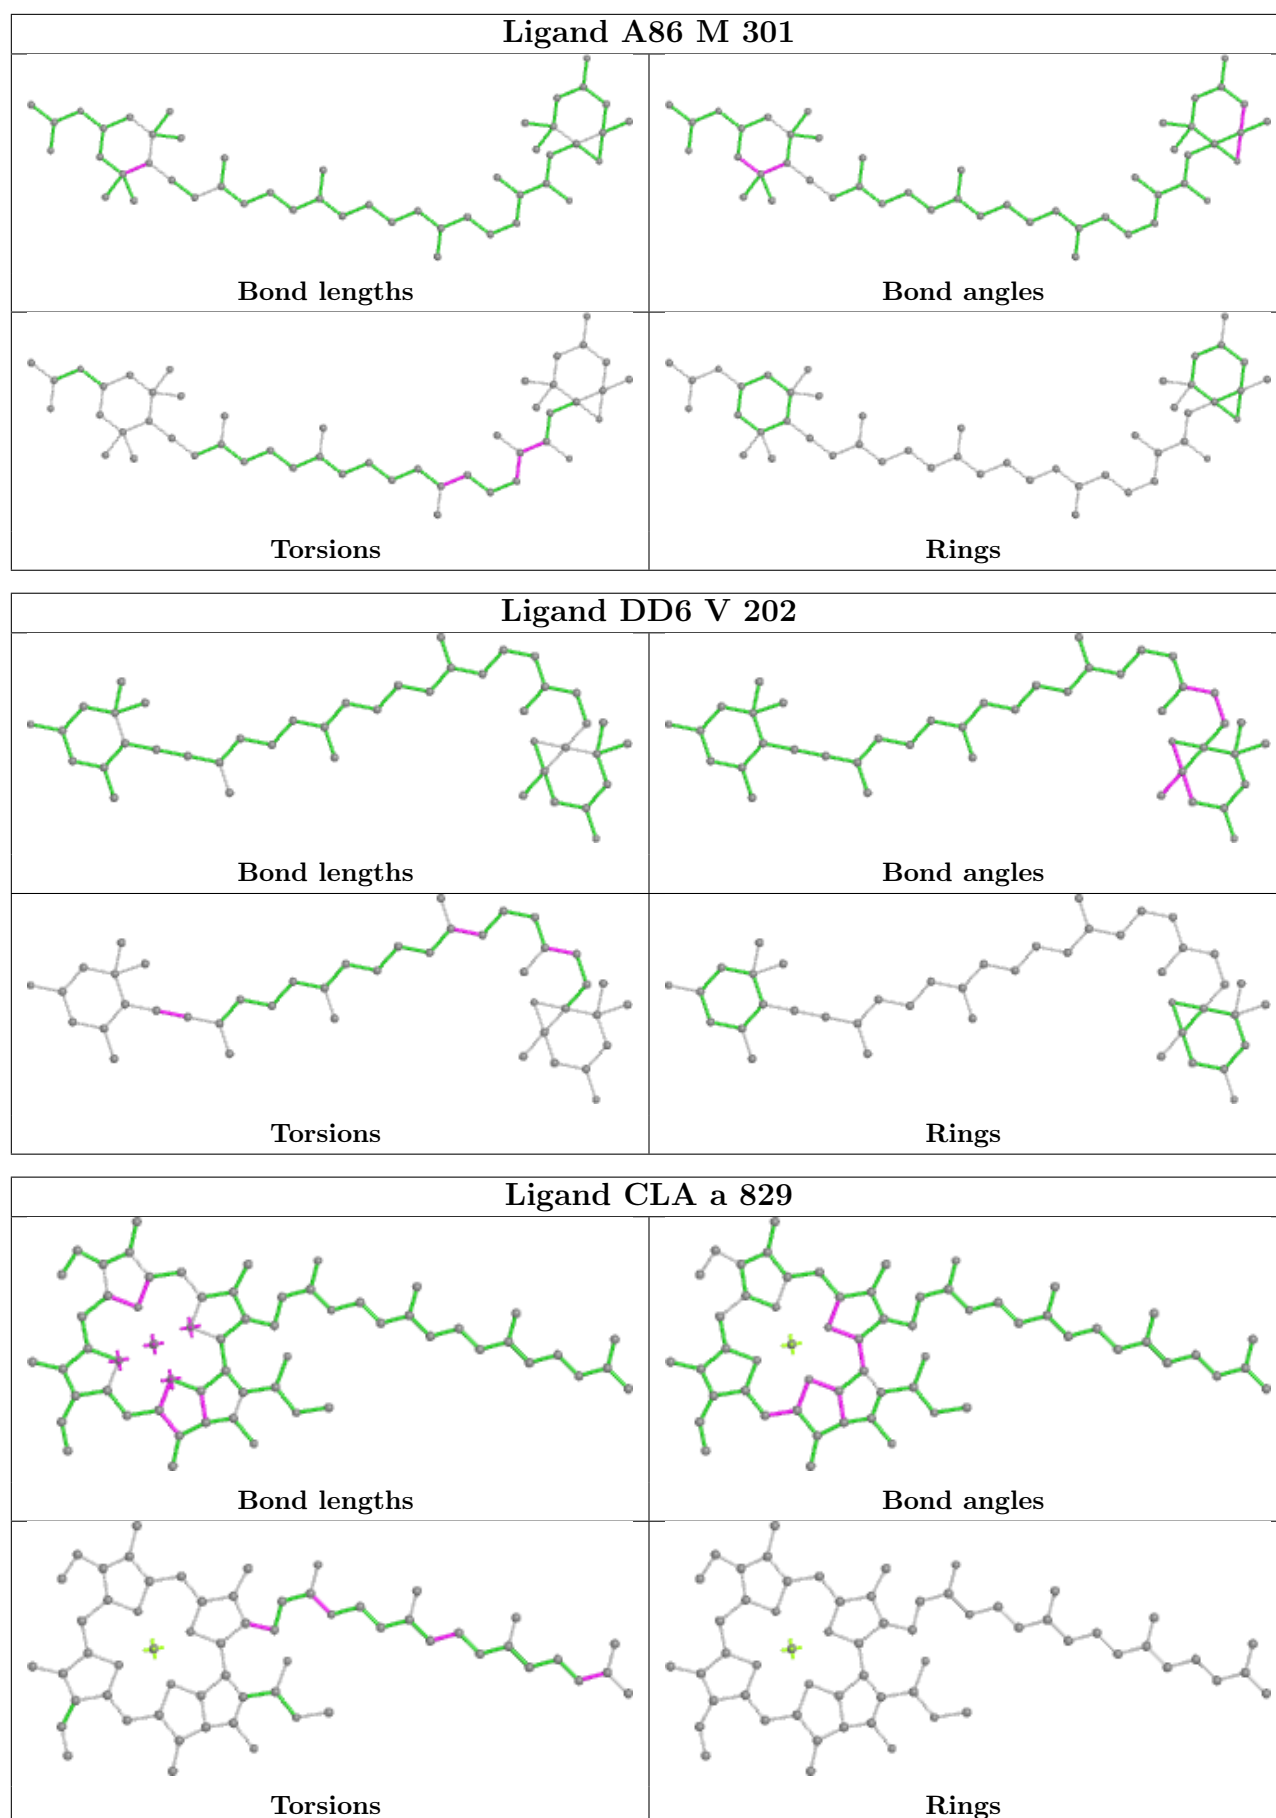 Ligand A86 M 301
Bond lengths
Bond angles
Torsions
Rings
Ligand DD6 V 202
Bond lengths
Bond angles
Torsions
Rings
Ligand CLA a 829
Bond lengths
Bond angles
Torsions
Rings